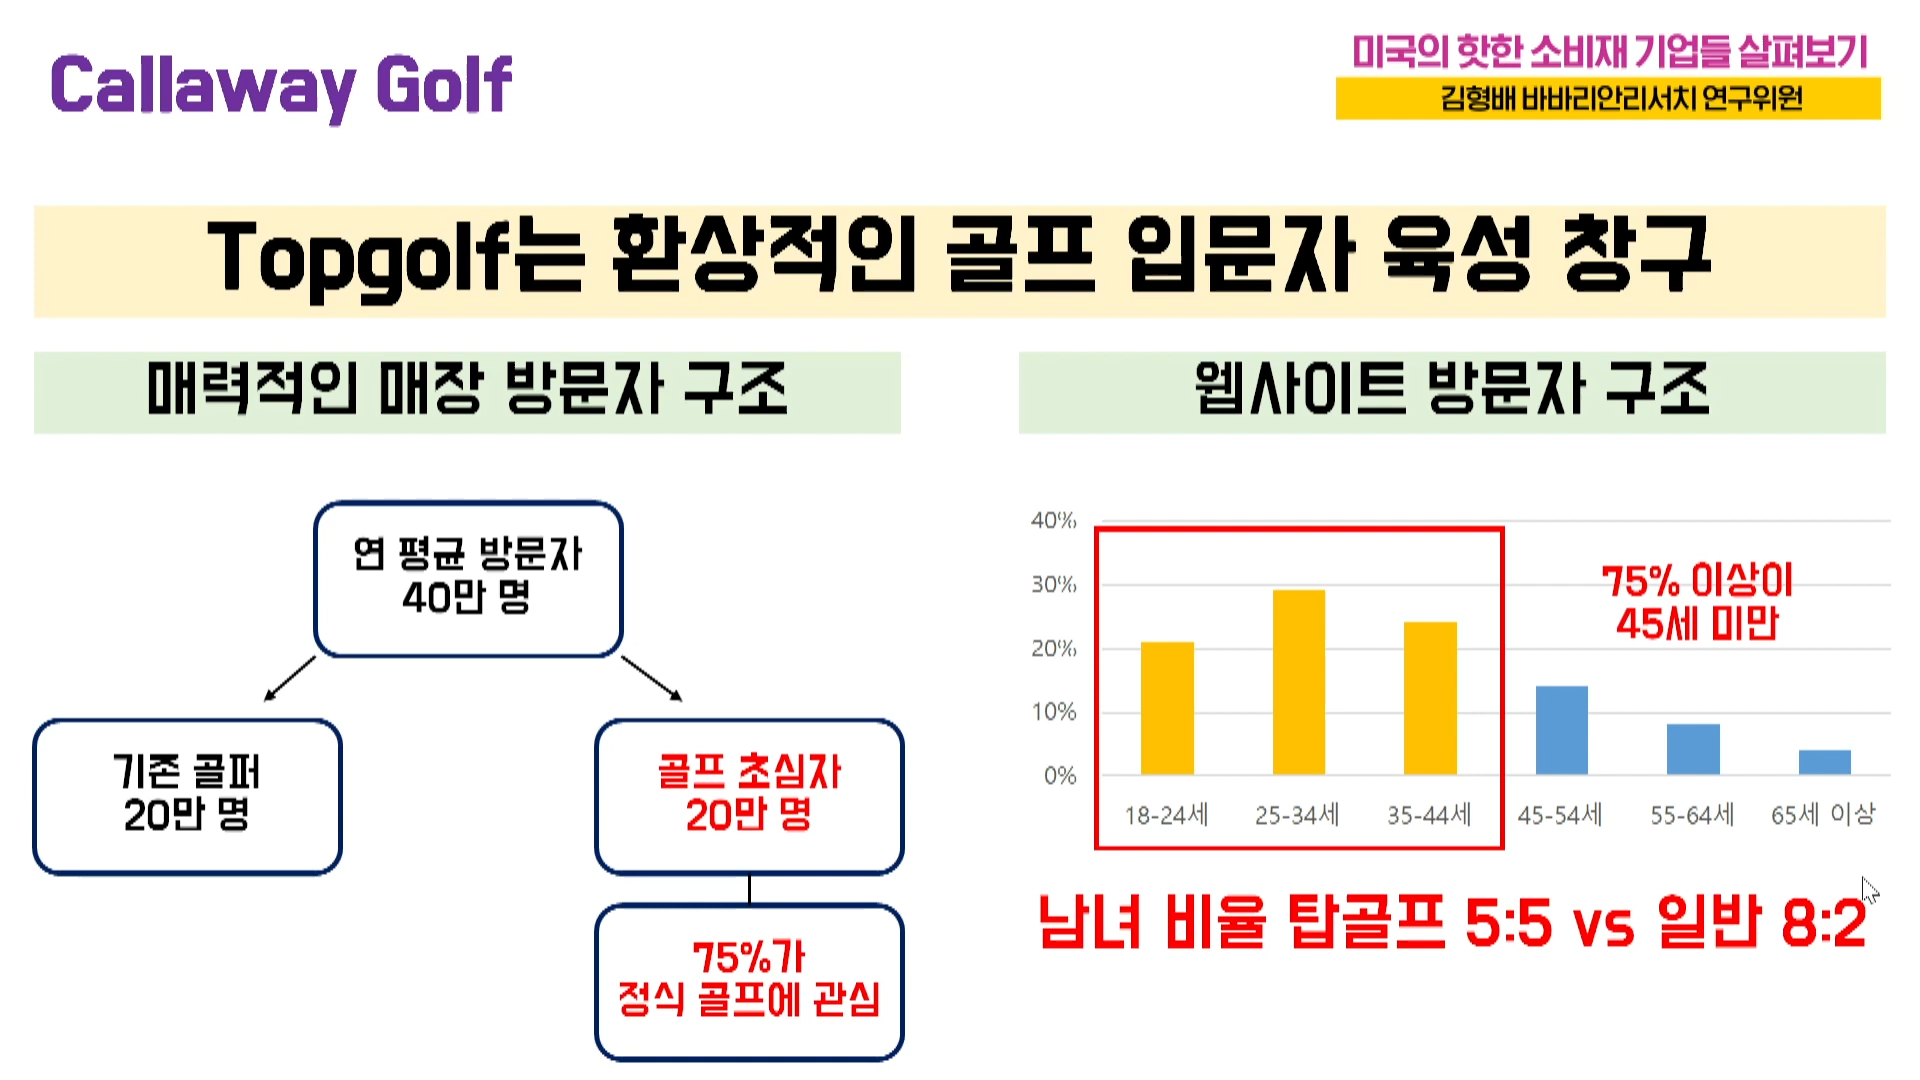 Callaway Golf
미국의 핫한 소비재 기업들 살펴보기
김형배 바바리안리서치 연구위원
Topgolf는 환상적인 골프 입문자 육성 창구
매력적인 매장 방문자 구조
연 평균 방문자
40만 명
기존 골퍼
20만 명
골프 초심자
20만 명
75%가
정식 골프에 관심
웹사이트 방문자 구조
40%
30%
20%
10%
0%
75% 이상이
45세 미만
18-24세 25-34세 35-44세 45-54세 55-64세 65세 이상
남녀 비율 탑골프 5:5 vs 일반 8:2